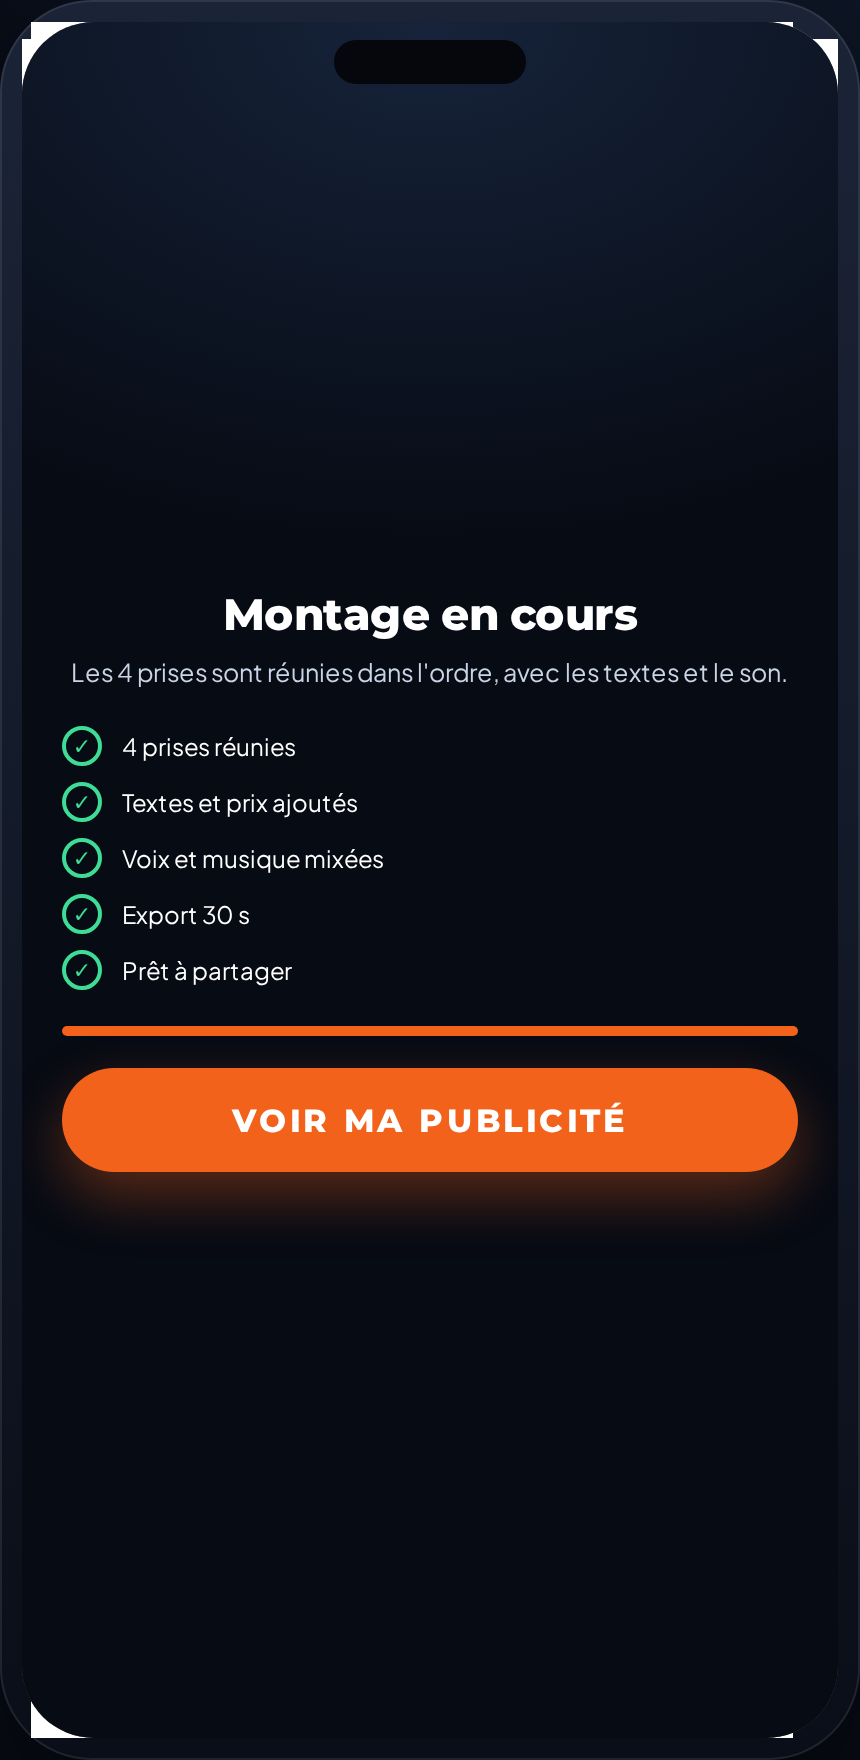 Montage en cours
Les 4 prises sont réunies dans l'ordre, avec les textes et le son.
✓ 4 prises réunies
✓ Textes et prix ajoutés
✓ Voix et musique mixées
✓ Export 30 s
✓ Prêt à partager
VOIR MA PUBLICITÉ